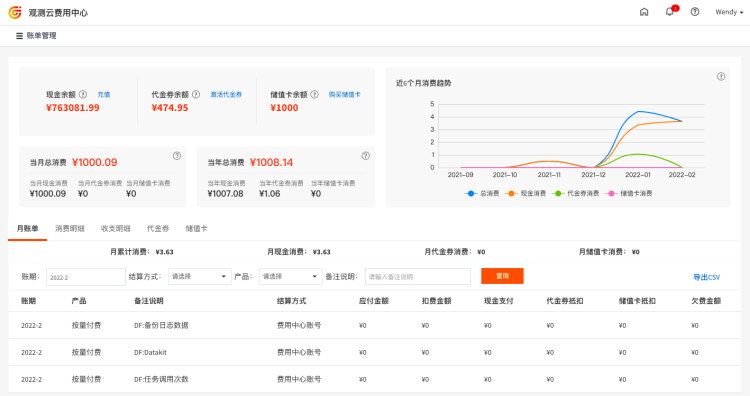 观测云费用中心
Wendy
账单管理
现金余额 充值 代金券余额 激活代金券 储值卡余额 购买储值卡
¥763081.99 ¥474.95 ¥1000
当月总消费 ¥1000.09
当月现金消费 当月代金券消费 当月储值卡消费
¥1000.09 ¥0 ¥0
当年总消费 ¥1008.14
当年现金消费 当年代金券消费 当年储值卡消费
¥1007.08 ¥1.06 ¥0
近6个月消费趋势
5
4
3
2
1
0
2021-09 2021-10 2021-11 2021-12 2022-01 2022-02
总消费 现金消费 代金券消费 储值卡消费
月账单 消费明细 收支明细 代金券 储值卡
月累计消费: ¥3.63 月现金消费: ¥3.63 月代金券消费: ¥0 月储值卡消费: ¥0
账期: 2022-2 结算方式: 请选择 产品: 请选择 备注说明: 请输入备注说明 查询 导出CSV
账期 产品 备注说明 结算方式 应付金额 扣费金额 现金支付 代金券抵扣 储值卡抵扣 欠费金额
2022-2 按量付费 DF:备份日志数据 费用中心账号 ¥0 ¥0 ¥0 ¥0 ¥0 ¥0
2022-2 按量付费 DF:Datakit 费用中心账号 ¥0 ¥0 ¥0 ¥0 ¥0 ¥0
2022-2 按量付费 DF:任务调用次数 费用中心账号 ¥0 ¥0 ¥0 ¥0 ¥0 ¥0